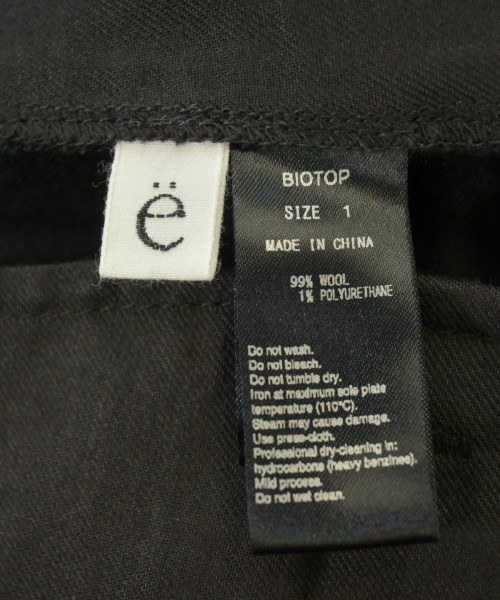 ë
BIOTOP
SIZE 1
MADE IN CHINA
99% WOOL
1% POLYURETHANE
Do not wash.
Do not bleach.
Do not tumble dry.
Iron at maximum sole plate
temperature (110℃).
Steam may cause damage.
Use press-cloth.
Professional dry-cleaning in:
hydrocarbons (heavy benzinee).
Mild process.
Do not wet clean.